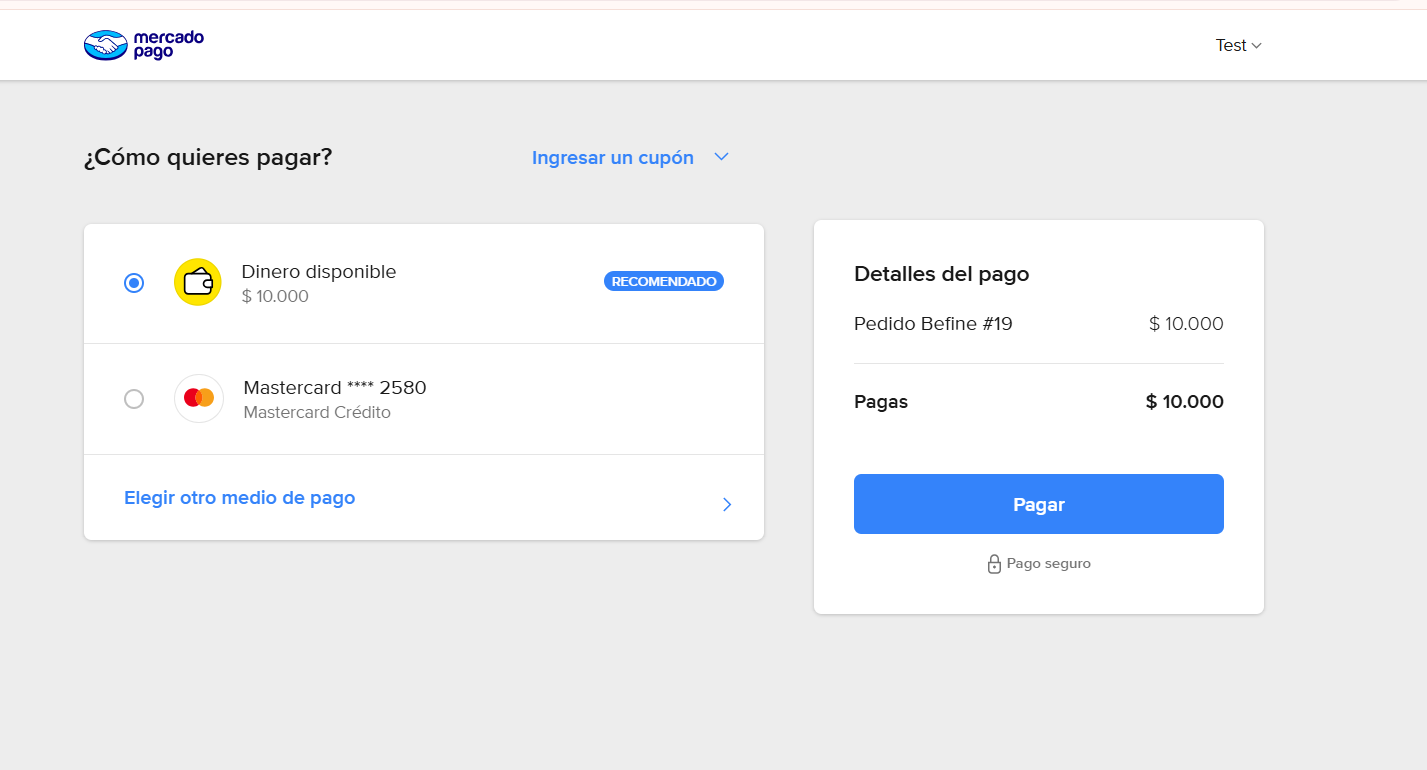 mercado
pago
Test
¿Cómo quieres pagar?
Ingresar un cupón
Dinero disponible
$ 10.000
RECOMENDADO
Mastercard **** 2580
Mastercard Crédito
Elegir otro medio de pago
Detalles del pago
Pedido Befine #19 $ 10.000
Pagas $ 10.000
Pagar
Pago seguro